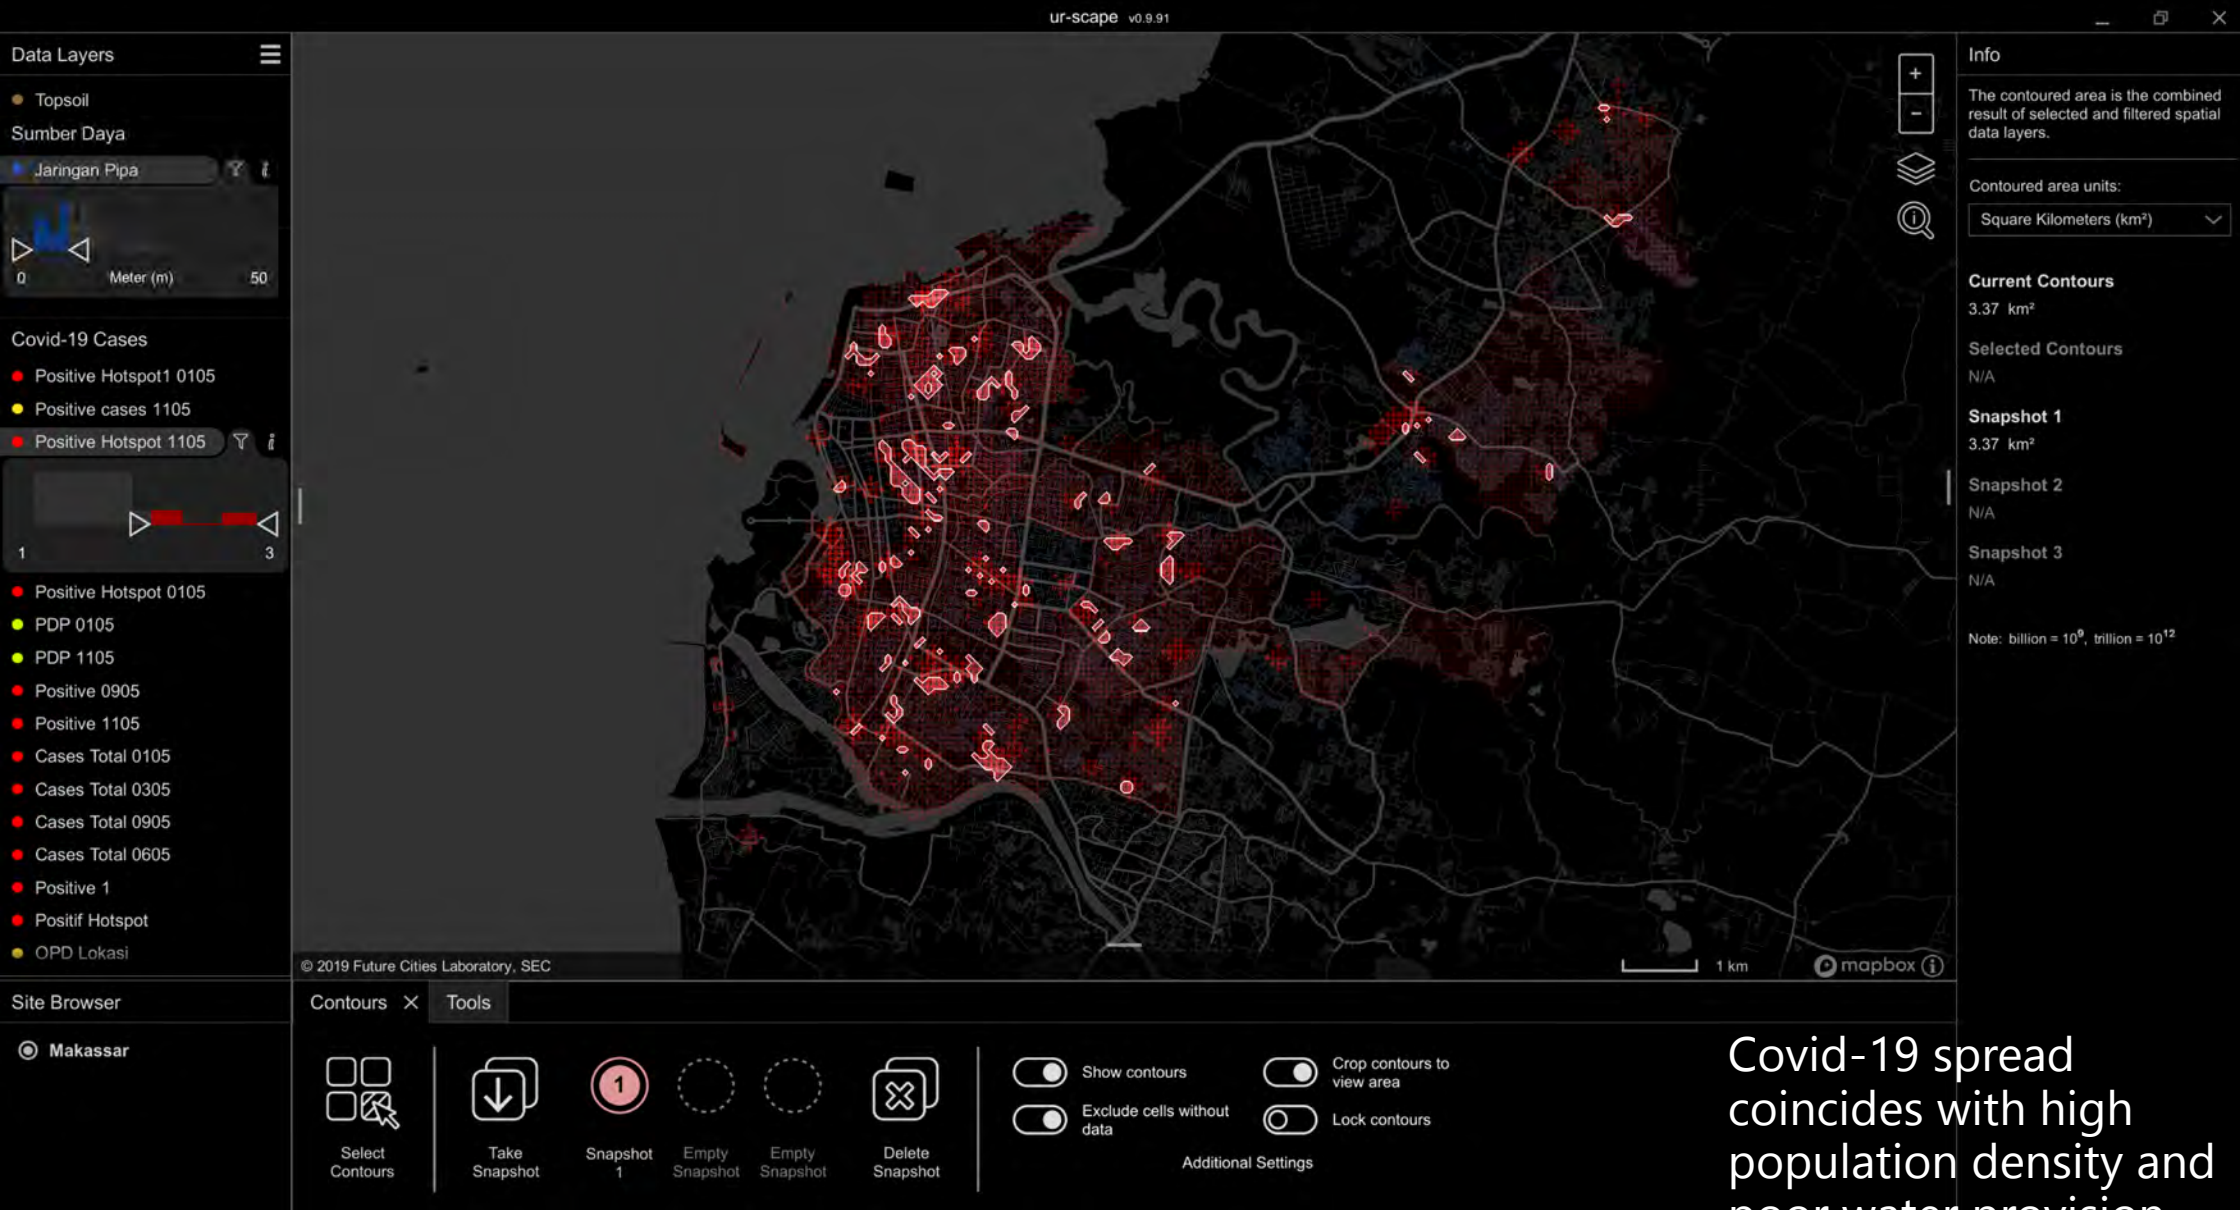 ur-scape v0.9.91
Data Layers
Topsoil
Sumber Daya
Jaringan Pipa
0 Meter (m) 50
Covid-19 Cases
Positive Hotspot1 0105
Positive cases 1105
Positive Hotspot 1105
1 3
Positive Hotspot 0105
PDP 0105
PDP 1105
Positive 0905
Positive 1105
Cases Total 0105
Cases Total 0305
Cases Total 0905
Cases Total 0605
Positive 1
Positif Hotspot
OPD Lokasi
Site Browser
Makassar
© 2019 Future Cities Laboratory, SEC
1 km
mapbox
Info
The contoured area is the combined
result of selected and filtered spatial
data layers.
Contoured area units:
Square Kilometers (km²)
Current Contours
3.37 km²
Selected Contours
N/A
Snapshot 1
3.37 km²
Snapshot 2
N/A
Snapshot 3
N/A
Note: billion = 10⁹, trillion = 10¹²
Contours Tools
Select
Contours
Take
Snapshot
1
Snapshot
1
Empty
Snapshot
Empty
Snapshot
Delete
Snapshot
Show contours
Exclude cells without
data
Crop contours to
view area
Lock contours
Additional Settings
Covid-19 spread
coincides with high
population density and
poor water provision